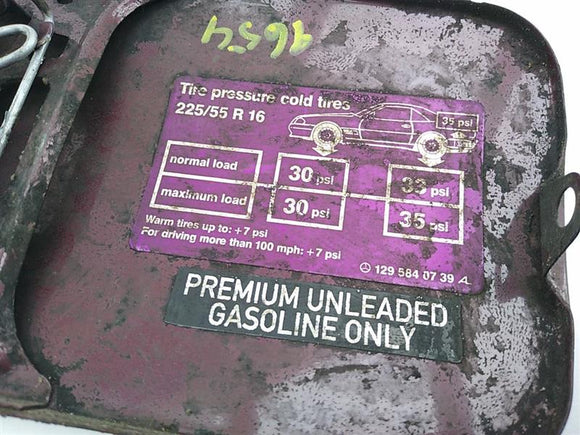 9654
Tire pressure cold tires
225/55 R 16
35 psi
normal load 30 psi 33 psi
maximum load 30 psi 35 psi
Warm tires up to: +7 psi
For driving more than 100 mph: +7 psi
129 584 07 39
PREMIUM UNLEADED
GASOLINE ONLY